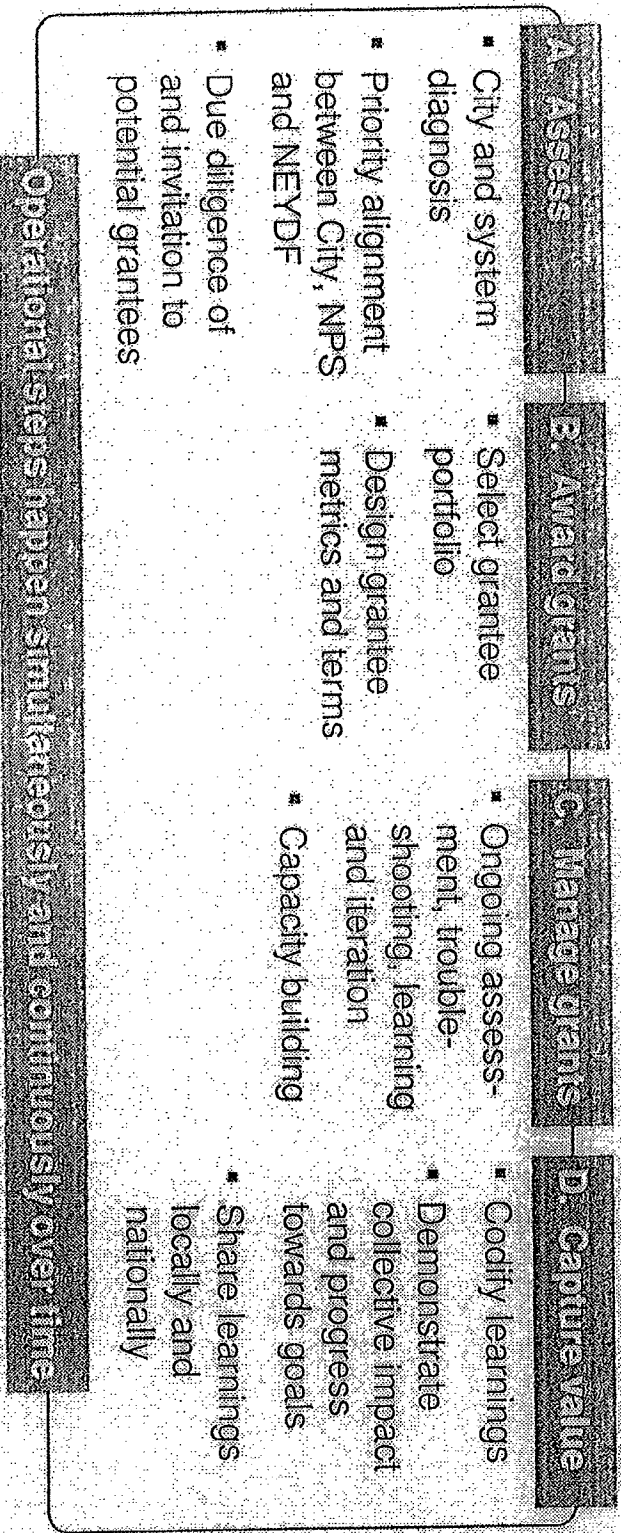 A. Assess
▪ City and system
diagnosis
▪ Priority alignment
between City, NPS
and NEYDF
▪ Due diligence of
and invitation to
potential grantees
B. Award grants
▪ Select grantee
portfolio
▪ Design grantee
metrics and terms
C. Manage grants
▪ Ongoing assess-
ment, trouble-
shooting, learning
and iteration
▪ Capacity building
D. Capture value
▪ Codify learnings
▪ Demonstrate
collective impact
and progress
towards goals
▪ Share learnings
locally and
nationally
Operational steps happen simultaneously and continuously over time